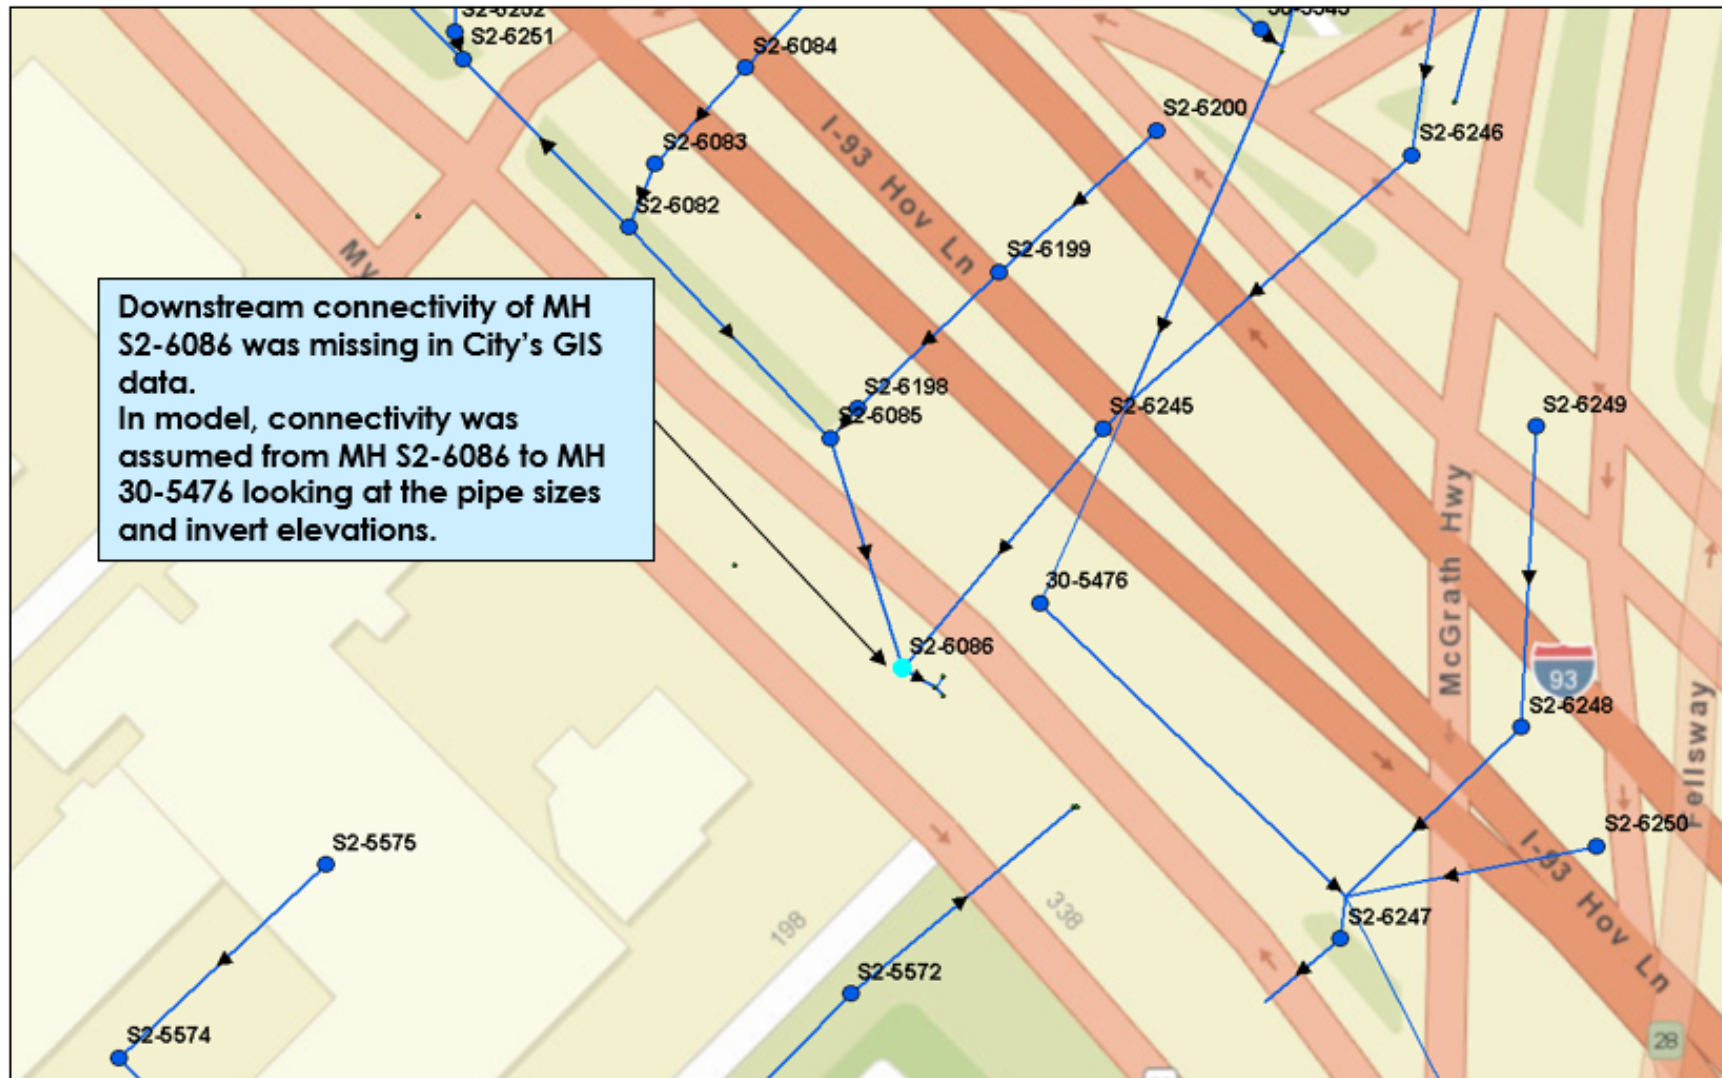 S2-6252
S2-6251
S2-6084
S2-6083
S2-6082
S2-6200
S2-6246
I-93 Hov Ln
S2-6199
My
Downstream connectivity of MH
S2-6086 was missing in City's GIS
data.
In model, connectivity was
assumed from MH S2-6086 to MH
30-5476 looking at the pipe sizes
and invert elevations.
S2-6198
S2-6085
S2-6245
S2-6249
McGrath Hwy
30-5476
S2-6086
93
S2-6248
Fellsway
S2-6250
S2-5575
I-93 Hov Ln
338
198
S2-6247
S2-5572
S2-5574
28